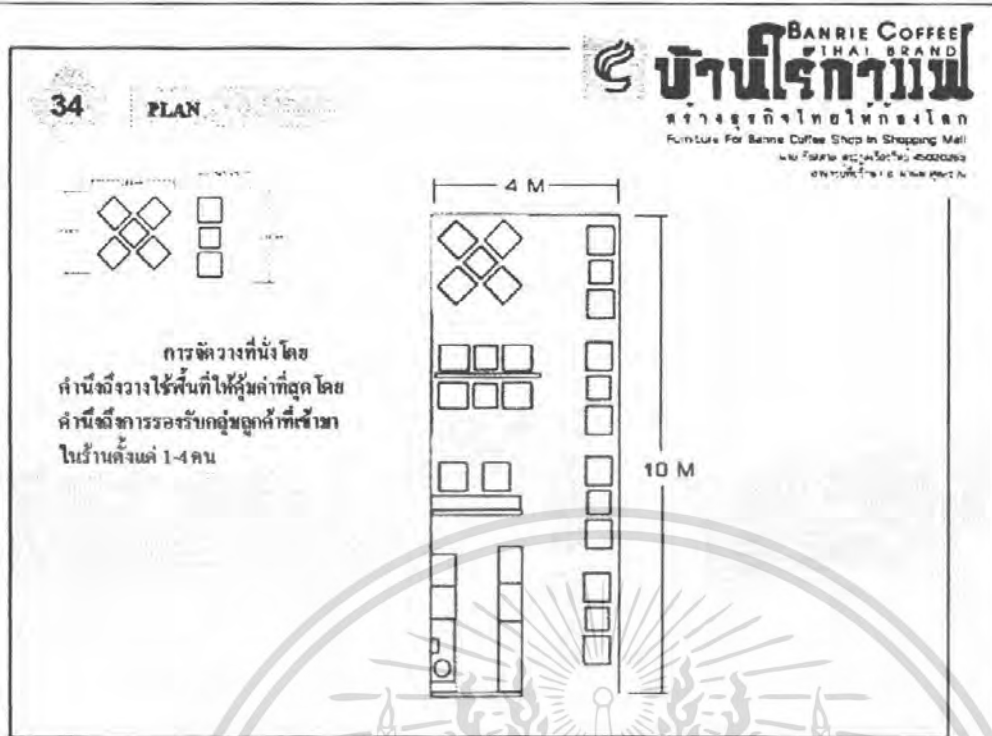 34 PLAN
BANRIE COFFEE
THAI BRAND
บ้านไร่กาแฟ
สร้างธุรกิจไทยให้ก้องโลก
Furniture For Banrie Coffee Shop In Shopping Mall
4 M
10 M
การจัดวางที่นั่งโดย
คำนึงถึงวางใช้พื้นที่ให้คุ้มค่าที่สุด โดย
คำนึงถึงการรองรับกลุ่มลูกค้าที่เข้ามา
ในร้านตั้งแต่ 1-4 คน